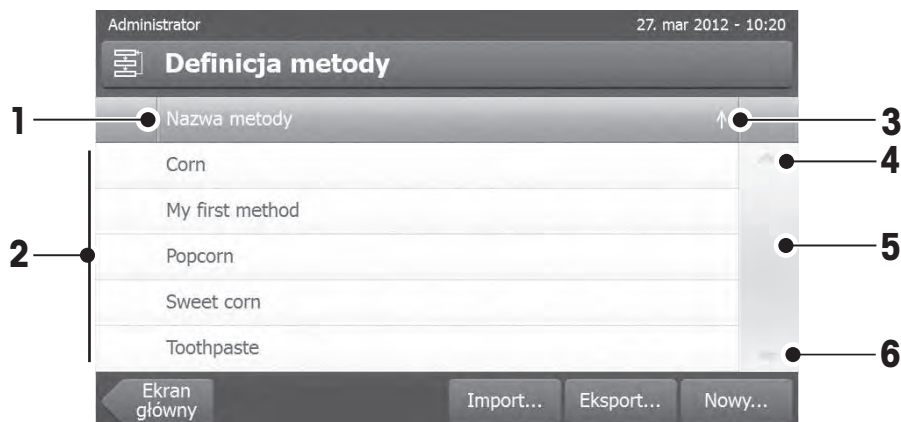 Administrator 27. mar 2012 - 10:20
Definicja metody
1 Nazwa metody 3
Corn 4
My first method
2 Popcorn 5
Sweet corn
Toothpaste 6
Ekran główny Import... Eksport... Nowy...